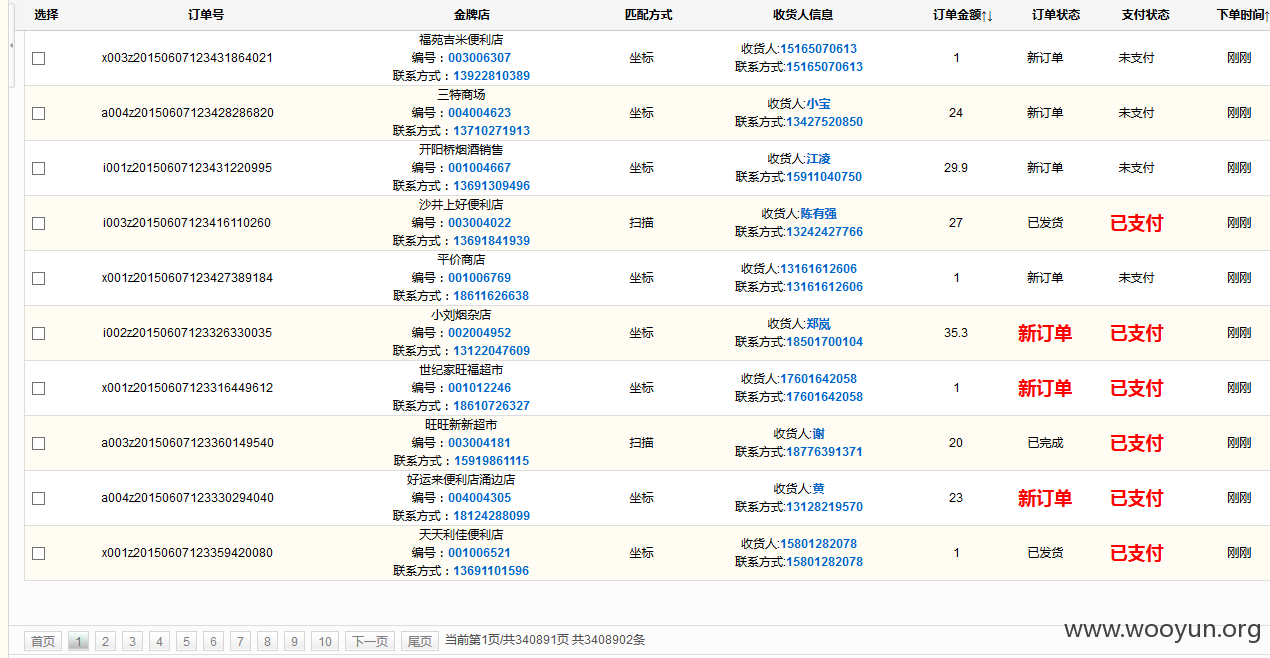 选择 订单号 金牌店 匹配方式 收货人信息 订单金额↑↓ 订单状态 支付状态 下单时间↑
福苑吉米便利店
x003z20150607123431864021 编号：003006307 坐标 收货人:15165070613 1 新订单 未支付 刚刚
联系方式：13922810389 联系方式:15165070613
三特商场
a004z20150607123428286820 编号：004004623 坐标 收货人:小宝 24 新订单 未支付 刚刚
联系方式：13710271913 联系方式:13427520850
开阳桥烟酒销售
i001z20150607123431220995 编号：001004667 坐标 收货人:江凌 29.9 新订单 未支付 刚刚
联系方式：13691309496 联系方式:15911040750
沙井上好便利店
i003z20150607123416110260 编号：003004022 扫描 收货人:陈有强 27 已发货 已支付 刚刚
联系方式：13691841939 联系方式:13242427766
平价商店
x001z20150607123427389184 编号：001006769 坐标 收货人:13161612606 1 新订单 未支付 刚刚
联系方式：18611626638 联系方式:13161612606
小刘烟杂店
i002z20150607123326330035 编号：002004952 坐标 收货人:郑岚 35.3 新订单 已支付 刚刚
联系方式：13122047609 联系方式:18501700104
世纪家旺福超市
x001z20150607123316449612 编号：001012246 坐标 收货人:17601642058 1 新订单 已支付 刚刚
联系方式：18610726327 联系方式:17601642058
旺旺新新超市
a003z20150607123360149540 编号：003004181 扫描 收货人:谢 20 已完成 已支付 刚刚
联系方式：15919861115 联系方式:18776391371
好运来便利店涌边店
a004z20150607123330294040 编号：004004305 坐标 收货人:黄 23 新订单 已支付 刚刚
联系方式：18124288099 联系方式:13128219570
天天利佳便利店
x001z20150607123359420080 编号：001006521 坐标 收货人:15801282078 1 已发货 已支付 刚刚
联系方式：13691101596 联系方式:15801282078
首页 1 2 3 4 5 6 7 8 9 10 下一页 尾页 当前第1页/共340891页 共3408902条
www.wooyun.org